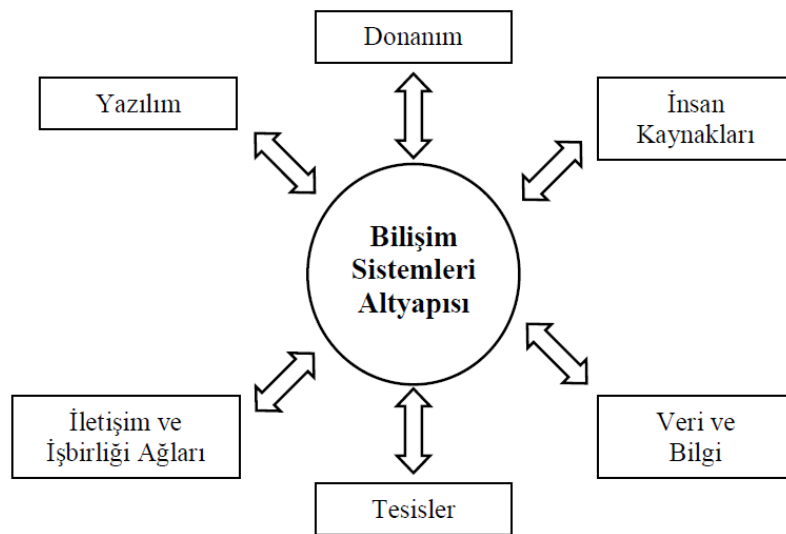 Donanım
Yazılım
İnsan
Kaynakları
Bilişim
Sistemleri
Altyapısı
İletişim ve
İşbirliği Ağları
Veri ve
Bilgi
Tesisler